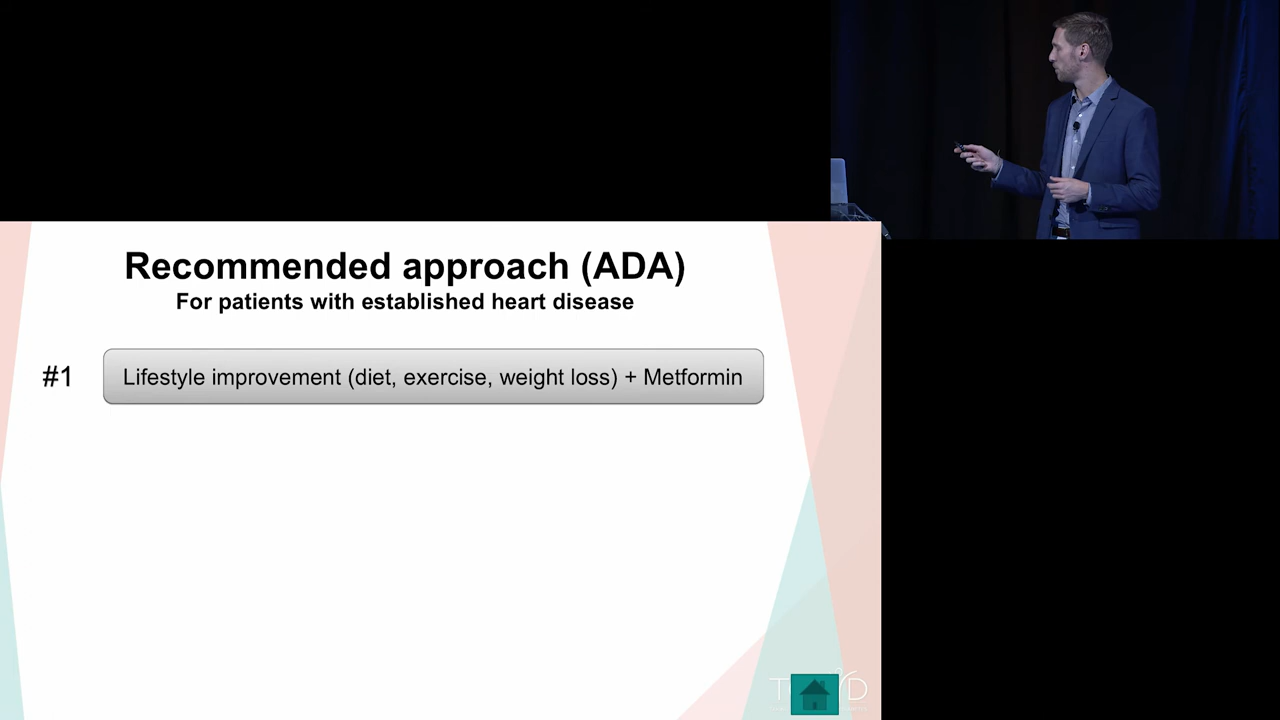 Recommended approach (ADA)
For patients with established heart disease
#1
Lifestyle improvement (diet, exercise, weight loss) + Metformin